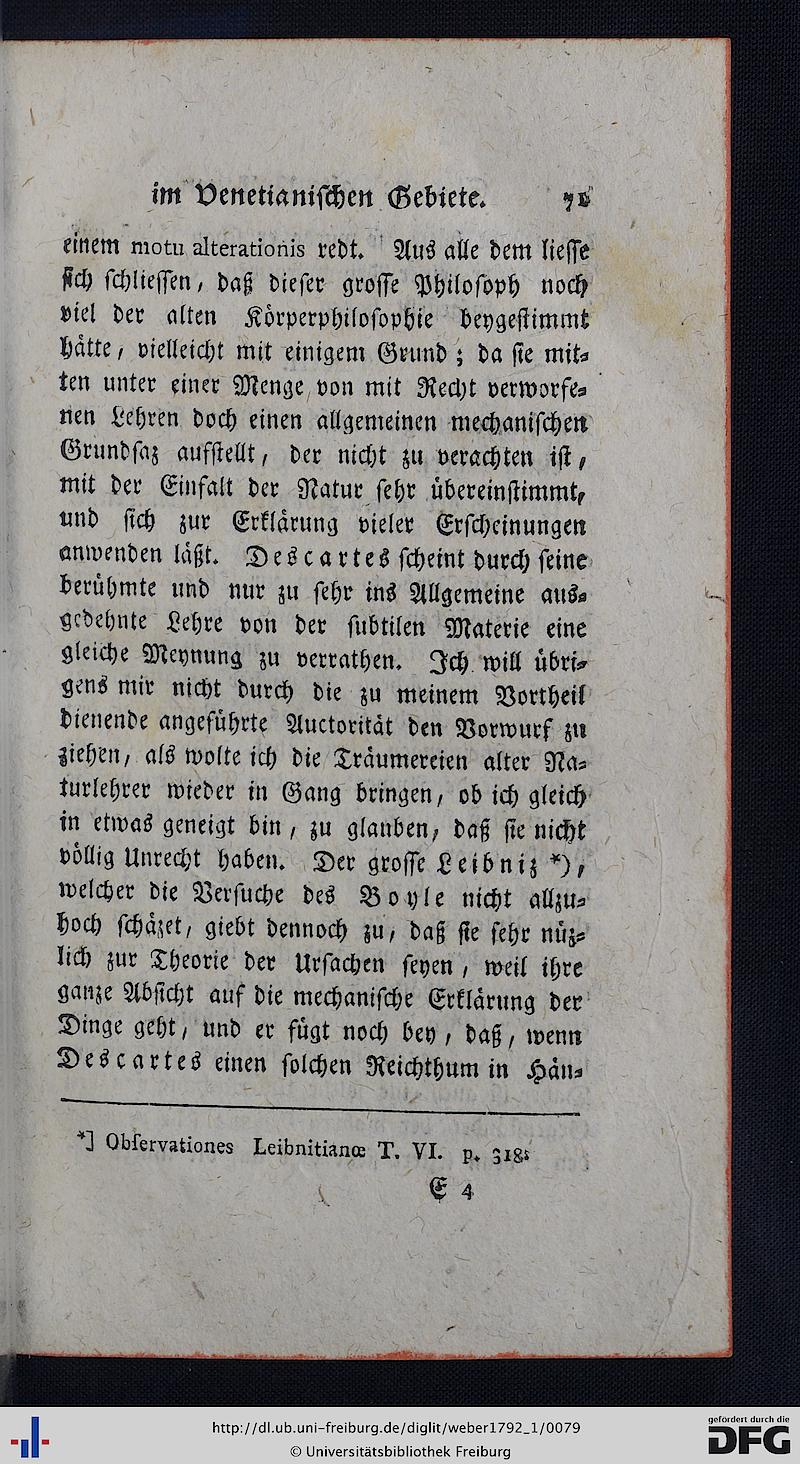 im Venetianischen Gebiete. 71
einem motu alterationis redt. Aus alle dem liesse
sich schliessen, daß dieser grosse Philosoph noch
viel der alten Körperphilosophie beygestimmt
hätte, vielleicht mit einigem Grund; da sie mit-
ten unter einer Menge von mit Recht verworfe-
nen Lehren doch einen allgemeinen mechanischen
Grundsaz aufstellt, der nicht zu verachten ist,
mit der Einfalt der Natur sehr übereinstimmt,
und sich zur Erklärung vieler Erscheinungen
anwenden läßt. Descartes scheint durch seine
berühmte und nur zu sehr ins Allgemeine aus-
gedehnte Lehre von der subtilen Materie eine
gleiche Meynung zu verrathen. Ich will übri-
gens mir nicht durch die zu meinem Vortheil
dienende angeführte Auctorität den Vorwurf zu
ziehen, als wolte ich die Träumereien alter Na-
turlehrer wieder in Gang bringen, ob ich gleich
in etwas geneigt bin, zu glauben, daß sie nicht
völlig Unrecht haben. Der grosse Leibniz *),
welcher die Versuche des Boyle nicht allzu-
hoch schäzet, giebt dennoch zu, daß sie sehr nüz-
lich zur Theorie der Ursachen seyen, weil ihre
ganze Absicht auf die mechanische Erklärung der
Dinge geht, und er fügt noch bey, daß, wenn
Descartes einen solchen Reichthum in Hän-
*] Observationes Leibnitianœ T. VI. p. 318.
E 4
http://dl.ub.uni-freiburg.de/diglit/weber1792_1/0079
© Universitätsbibliothek Freiburg
gefördert durch die
DFG